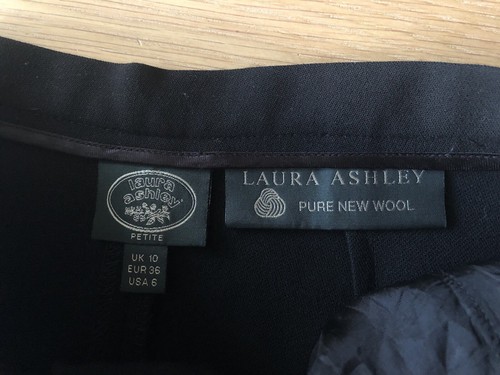 laura
ashley
PETITE
UK 10
EUR 36
USA 6
LAURA ASHLEY
PURE NEW WOOL